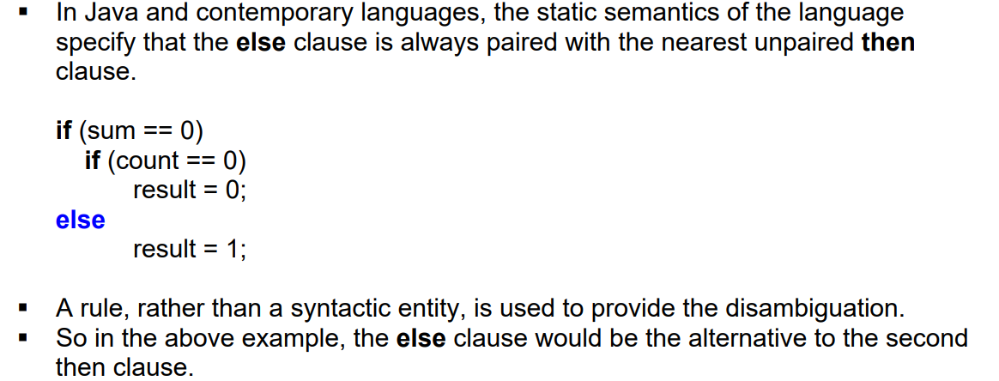 ▪ In Java and contemporary languages, the static semantics of the language
specify that the else clause is always paired with the nearest unpaired then
clause.
if (sum == 0)
if (count == 0)
result = 0;
else
result = 1;
▪ A rule, rather than a syntactic entity, is used to provide the disambiguation.
▪ So in the above example, the else clause would be the alternative to the second
then clause.